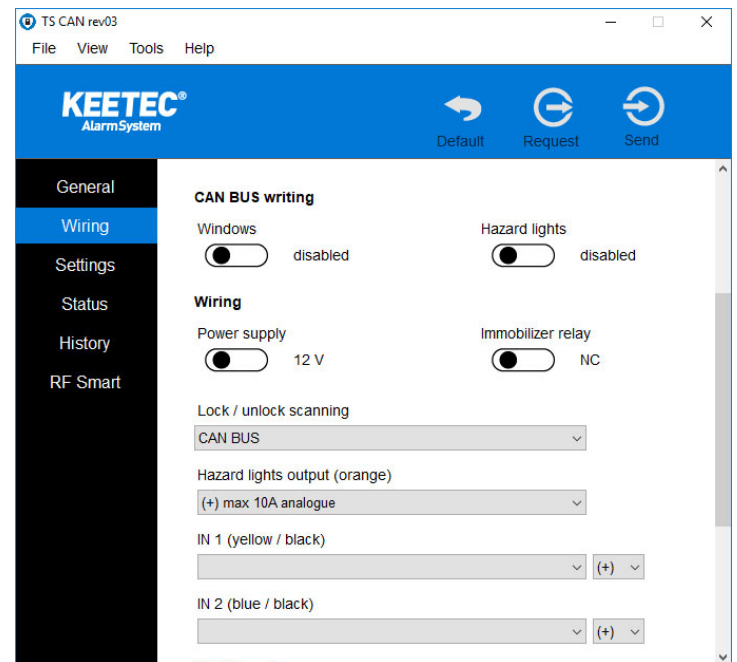 TS CAN rev03
File View Tools Help
KEETEC®
AlarmSystem
Default Request Send
General
Wiring
Settings
Status
History
RF Smart
CAN BUS writing
Windows Hazard lights
disabled disabled
Wiring
Power supply Immobilizer relay
12 V NC
Lock / unlock scanning
CAN BUS
Hazard lights output (orange)
(+) max 10A analogue
IN 1 (yellow / black)
(+)
IN 2 (blue / black)
(+)